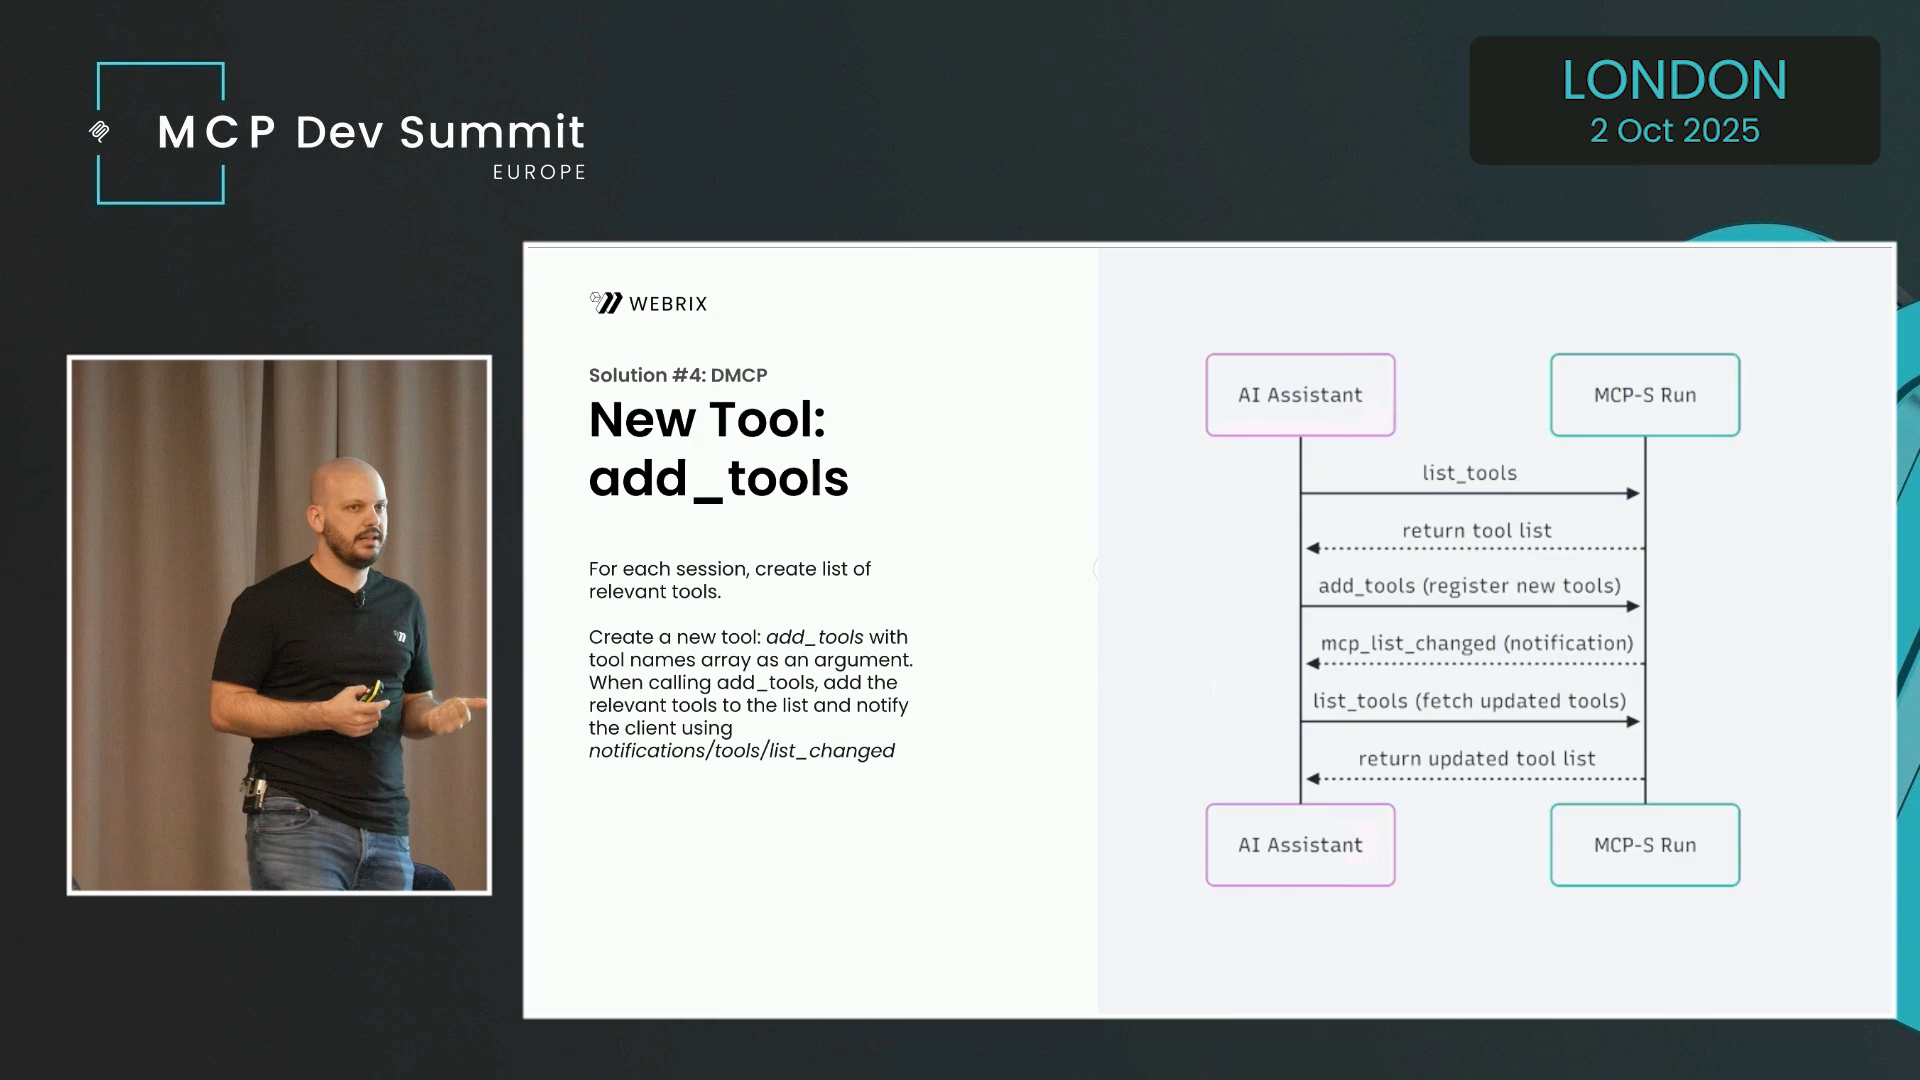 MCP Dev Summit
EUROPE
LONDON
2 Oct 2025
WEBRIX
Solution #4: DMCP
New Tool:
add_tools
For each session, create list of
relevant tools.
Create a new tool: add_tools with
tool names array as an argument.
When calling add_tools, add the
relevant tools to the list and notify
the client using
notifications/tools/list_changed
AI Assistant
MCP-S Run
list_tools
return tool list
add_tools (register new tools)
mcp_list_changed (notification)
list_tools (fetch updated tools)
return updated tool list
AI Assistant
MCP-S Run